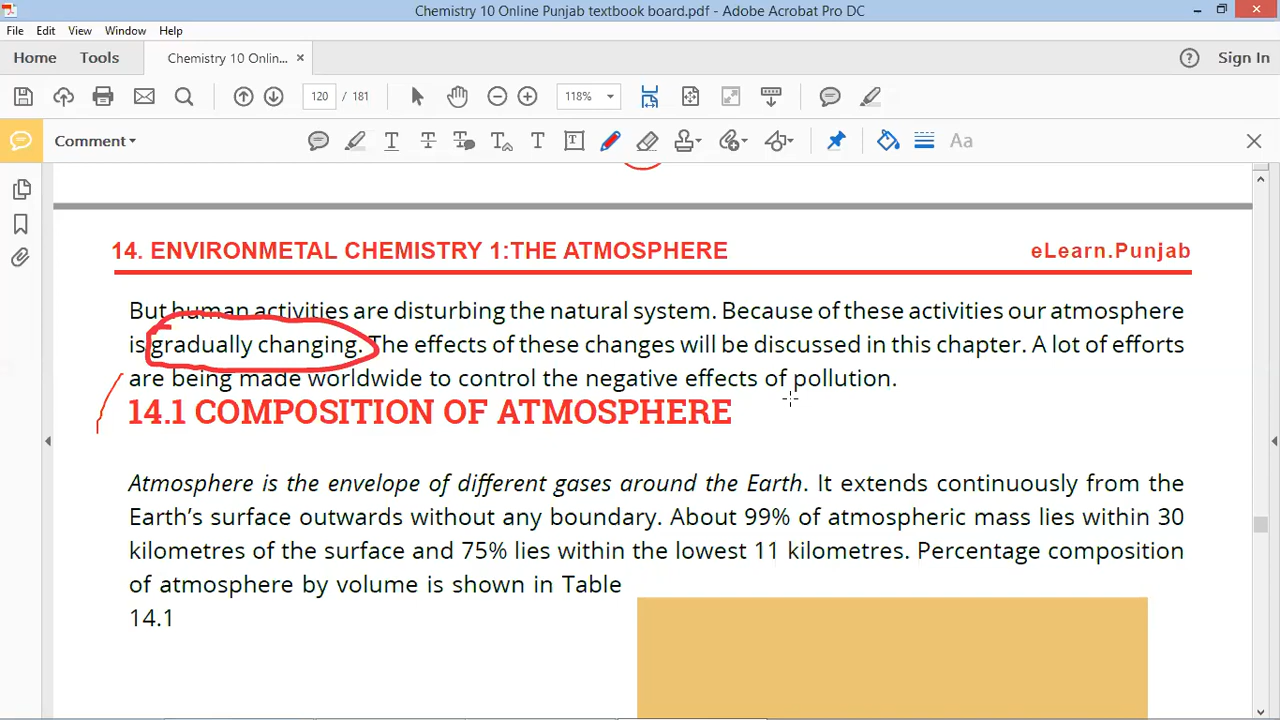 Chemistry 10 Online Punjab textbook board.pdf - Adobe Acrobat Pro DC
File Edit View Window Help
Home Tools Chemistry 10 Onlin... × Sign In
120 / 181 118%
Comment
14. ENVIRONMETAL CHEMISTRY 1:THE ATMOSPHERE eLearn.Punjab
But human activities are disturbing the natural system. Because of these activities our atmosphere
is gradually changing. The effects of these changes will be discussed in this chapter. A lot of efforts
are being made worldwide to control the negative effects of pollution.
14.1 COMPOSITION OF ATMOSPHERE
Atmosphere is the envelope of different gases around the Earth. It extends continuously from the
Earth’s surface outwards without any boundary. About 99% of atmospheric mass lies within 30
kilometres of the surface and 75% lies within the lowest 11 kilometres. Percentage composition
of atmosphere by volume is shown in Table
14.1